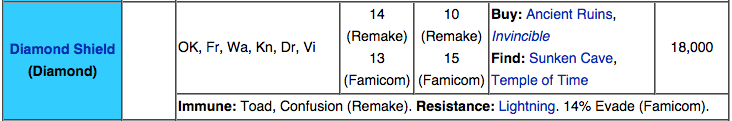 Diamond Shield
(Diamond)
OK, Fr, Wa, Kn, Dr, Vi
14
(Remake)
13
(Famicom)
10
(Remake)
15
(Famicom)
Buy: Ancient Ruins,
Invincible
Find: Sunken Cave,
Temple of Time
18,000
Immune: Toad, Confusion (Remake). Resistance: Lightning. 14% Evade (Famicom).